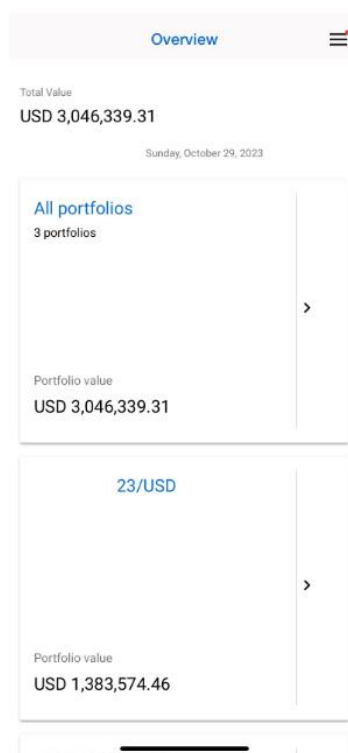 Overview
Total Value
USD 3,046,339.31
Sunday, October 29, 2023
All portfolios
3 portfolios
Portfolio value
USD 3,046,339.31
23/USD
Portfolio value
USD 1,383,574.46